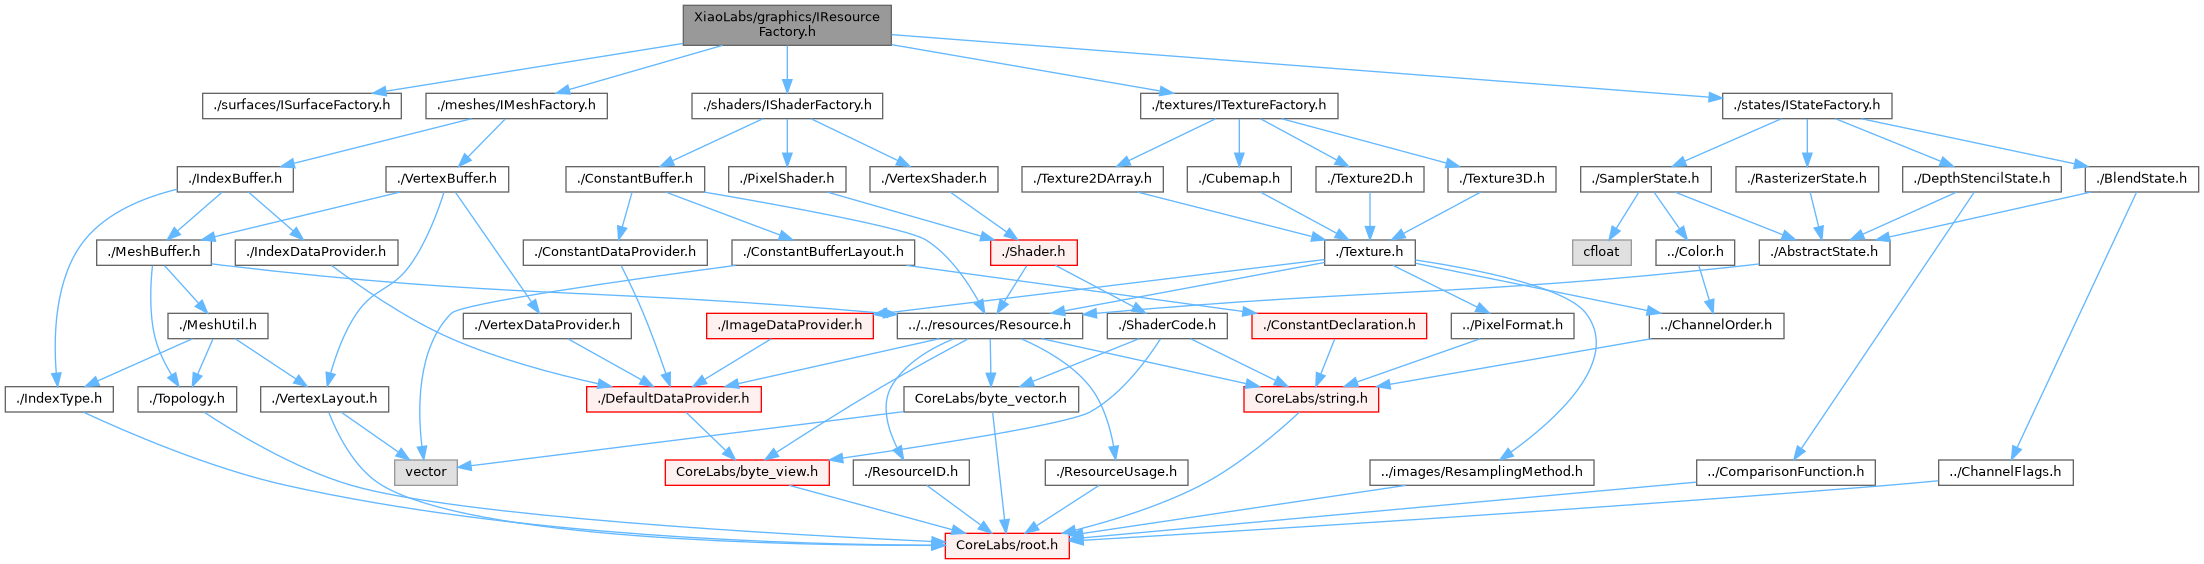 XiaoLabs/graphics/IResource
Factory.h
./surfaces/ISurfaceFactory.h
./meshes/IMeshFactory.h
./shaders/IShaderFactory.h
./textures/ITextureFactory.h
./states/IStateFactory.h
./IndexBuffer.h
./VertexBuffer.h
./ConstantBuffer.h
./PixelShader.h
./VertexShader.h
./Texture2DArray.h
./Cubemap.h
./Texture2D.h
./Texture3D.h
./SamplerState.h
./RasterizerState.h
./DepthStencilState.h
./BlendState.h
./MeshBuffer.h
./IndexDataProvider.h
./ConstantDataProvider.h
./ConstantBufferLayout.h
./Shader.h
./Texture.h
cfloat
../Color.h
./AbstractState.h
./MeshUtil.h
./VertexDataProvider.h
./ImageDataProvider.h
../../resources/Resource.h
./ShaderCode.h
./ConstantDeclaration.h
../PixelFormat.h
../ChannelOrder.h
./IndexType.h
./Topology.h
./VertexLayout.h
./DefaultDataProvider.h
CoreLabs/byte_vector.h
CoreLabs/string.h
vector
CoreLabs/byte_view.h
./ResourceID.h
./ResourceUsage.h
../images/ResamplingMethod.h
../ComparisonFunction.h
../ChannelFlags.h
CoreLabs/root.h